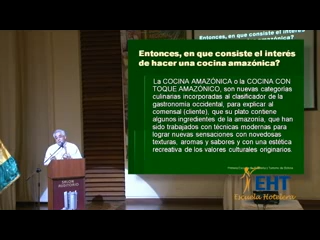 Entonces, en que consiste el interés
de hacer una cocina amazónica?
La COCINA AMAZÓNICA o la COCINA CON
TOQUE AMAZÓNICO, son nuevas categorías
culinarias incorporadas al clasificador de la
gastronomía occidental, para explicar al
comensal (cliente), que su plato contiene
algunos ingredientes de la amazonía, que han
sido trabajados con técnicas modernas para
lograr nuevas sensaciones con novedosas
texturas, aromas y sabores y con una estética
recreativa de los valores culturales originarios.
EHT
Escuela Hotelera